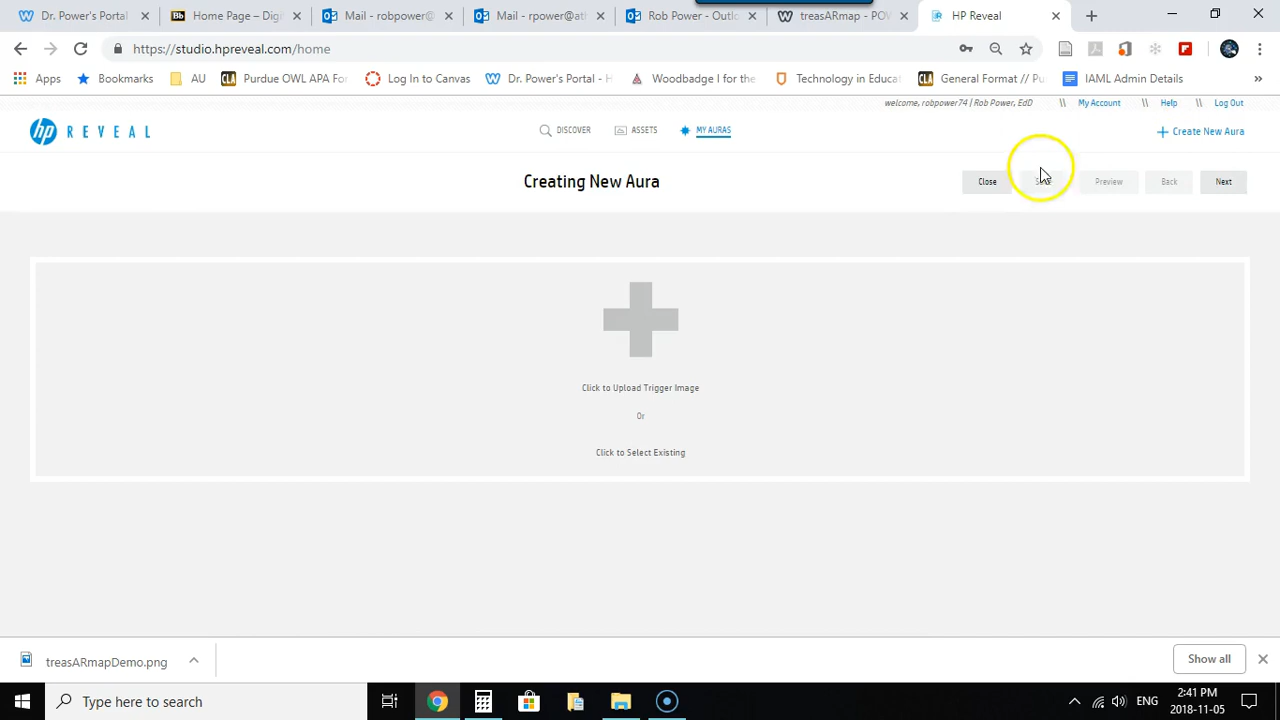 Dr. Power's Portal
Home Page – Digi
Mail - robpower@
Mail - rpower@at
Rob Power - Outlo
treasARmap - POW
HP Reveal
https://studio.hpreveal.com/home
Apps
Bookmarks
AU
Purdue OWL APA For
Log In to Canvas
Dr. Power's Portal - H
Woodbadge I for the
Technology in Educat
General Format // Pu
IAML Admin Details
welcome, robpower74 | Rob Power, EdD \\ My Account \\ Help \\ Log Out
hp REVEAL
DISCOVER
ASSETS
MY AURAS
Create New Aura
Creating New Aura
Close
Preview
Back
Next
Click to Upload Trigger Image
Or
Click to Select Existing
treasARmapDemo.png
Show all
Type here to search
ENG
2:41 PM
2018-11-05